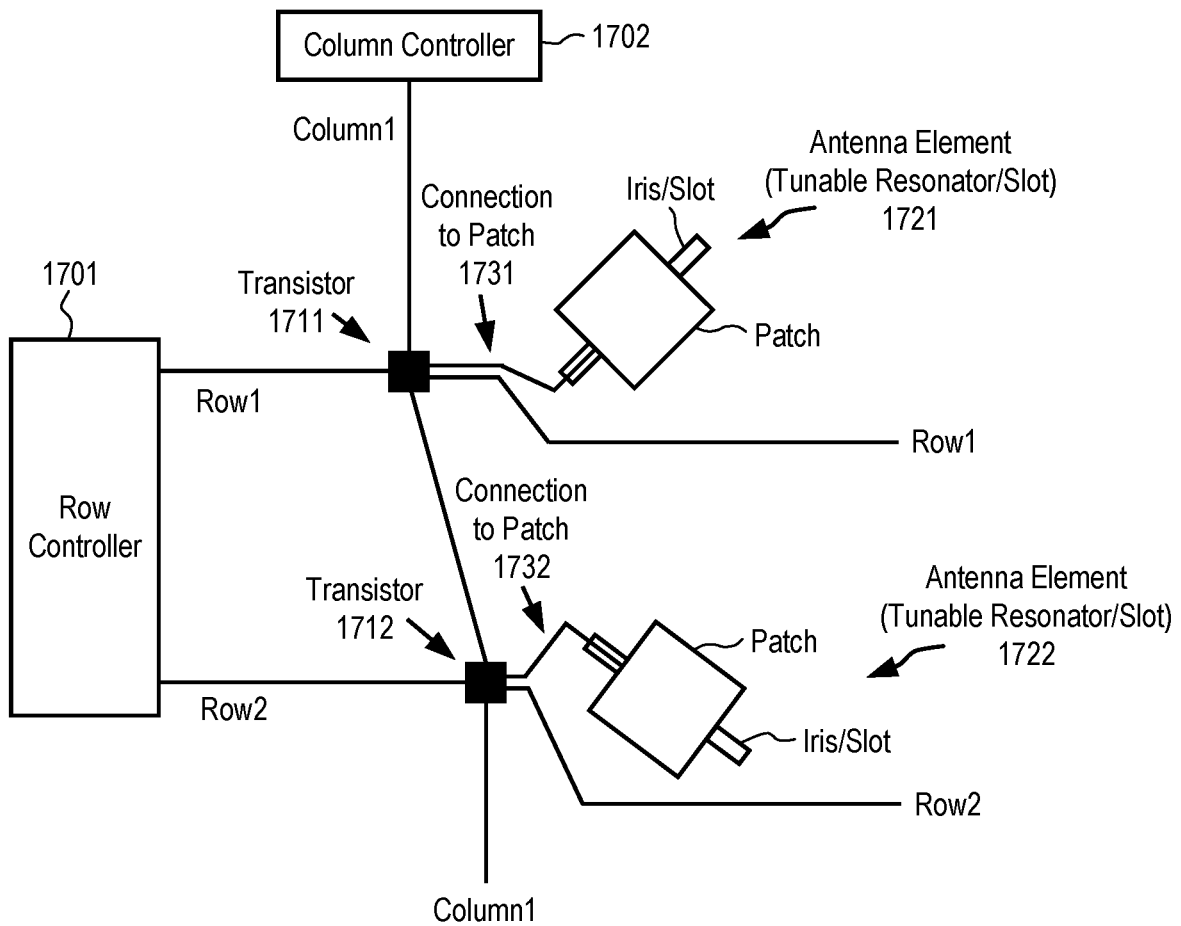 Column Controller
1702
Column1
Antenna Element
(Tunable Resonator/Slot)
1721
Iris/Slot
Connection
to Patch
1731
1701
Transistor
1711
Patch
Row1
Row1
Row
Controller
Connection
to Patch
1732
Transistor
1712
Antenna Element
(Tunable Resonator/Slot)
1722
Patch
Row2
Iris/Slot
Row2
Column1